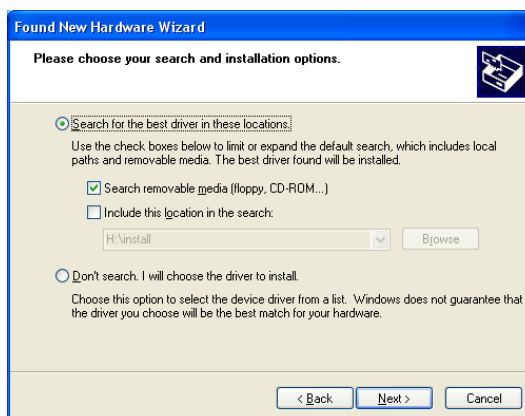 Found New Hardware Wizard
Please choose your search and installation options.
Search for the best driver in these locations.
Use the check boxes below to limit or expand the default search, which includes local
paths and removable media. The best driver found will be installed.
Search removable media (floppy, CD-ROM...)
Include this location in the search:
H:\install
Browse
Don't search. I will choose the driver to install.
Choose this option to select the device driver from a list. Windows does not guarantee that
the driver you choose will be the best match for your hardware.
< Back Next > Cancel